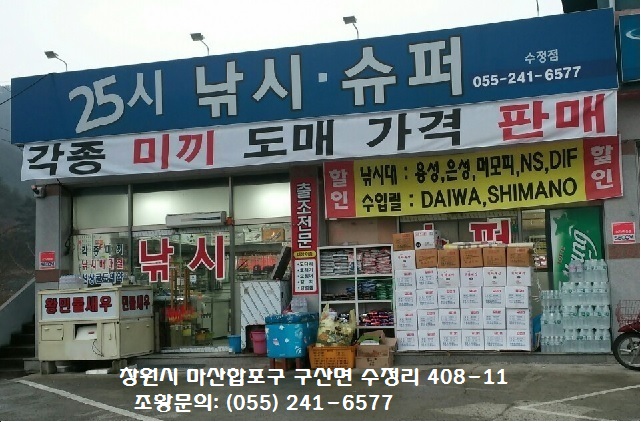 25시 낚시·슈퍼 수정점
055-241-6577
각종 미끼 도매 가격 판매
할인 낚시대 : 용성,은성,머모피,NS,DIF 할인
수입릴 : DAIWA,SHIMANO
출조전문
낚시
퍼
왕민물새우 민물새우
창원시 마산합포구 구산면 수정리 408-11
조황문의: (055) 241-6577